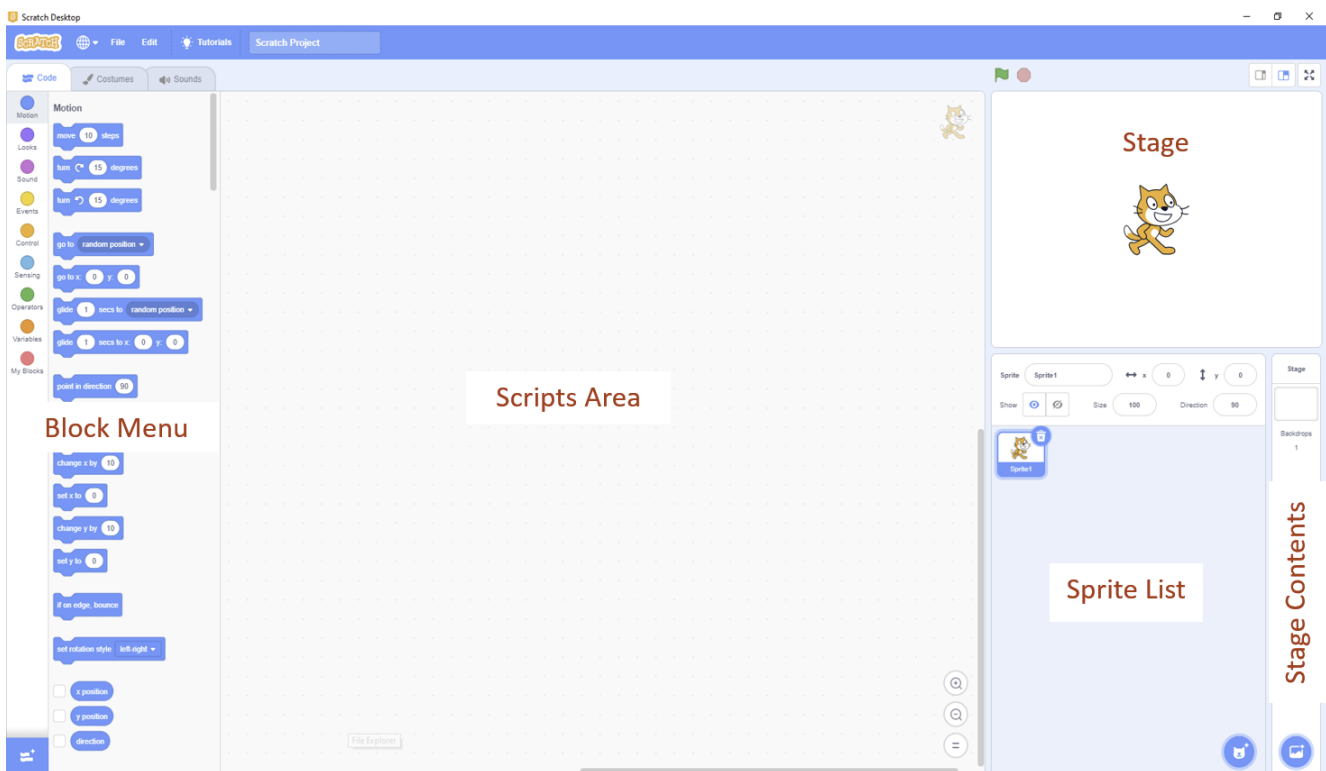 Scratch Desktop
SCRATCH File Edit Tutorials Scratch Project
Code Costumes Sounds
Motion
Looks
Sound
Events
Control
Sensing
Operators
Variables
My Blocks
Motion
move 10 steps
turn 15 degrees
turn 15 degrees
go to random position
go to x: 0 y: 0
glide 1 secs to random position
glide 1 secs to x: 0 y: 0
point in direction 90
Block Menu
change x by 10
set x to 0
change y by 10
set y to 0
if on edge, bounce
set rotation style left-right
x position
y position
direction
Scripts Area
File Explorer
Stage
Sprite Sprite1 x 0 y 0
Show Size 100 Direction 90
Sprite1
Sprite List
Stage
Backdrops
1
Stage Contents